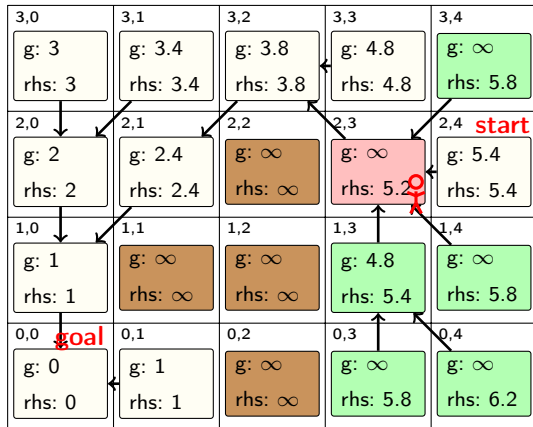 3,0 3,1 3,2 3,3 3,4
g: 3 g: 3.4 g: 3.8 g: 4.8 g: ∞
rhs: 3 rhs: 3.4 rhs: 3.8 rhs: 4.8 rhs: 5.8
2,0 2,1 2,2 2,3 2,4 start
g: 2 g: 2.4 g: ∞ g: ∞ g: 5.4
rhs: 2 rhs: 2.4 rhs: ∞ rhs: 5.2 rhs: 5.4
1,0 1,1 1,2 1,3 1,4
g: 1 g: ∞ g: ∞ g: 4.8 g: ∞
rhs: 1 rhs: ∞ rhs: ∞ rhs: 5.4 rhs: 5.8
0,0 goal 0,1 0,2 0,3 0,4
g: 0 g: 1 g: ∞ g: ∞ g: ∞
rhs: 0 rhs: 1 rhs: ∞ rhs: 5.8 rhs: 6.2